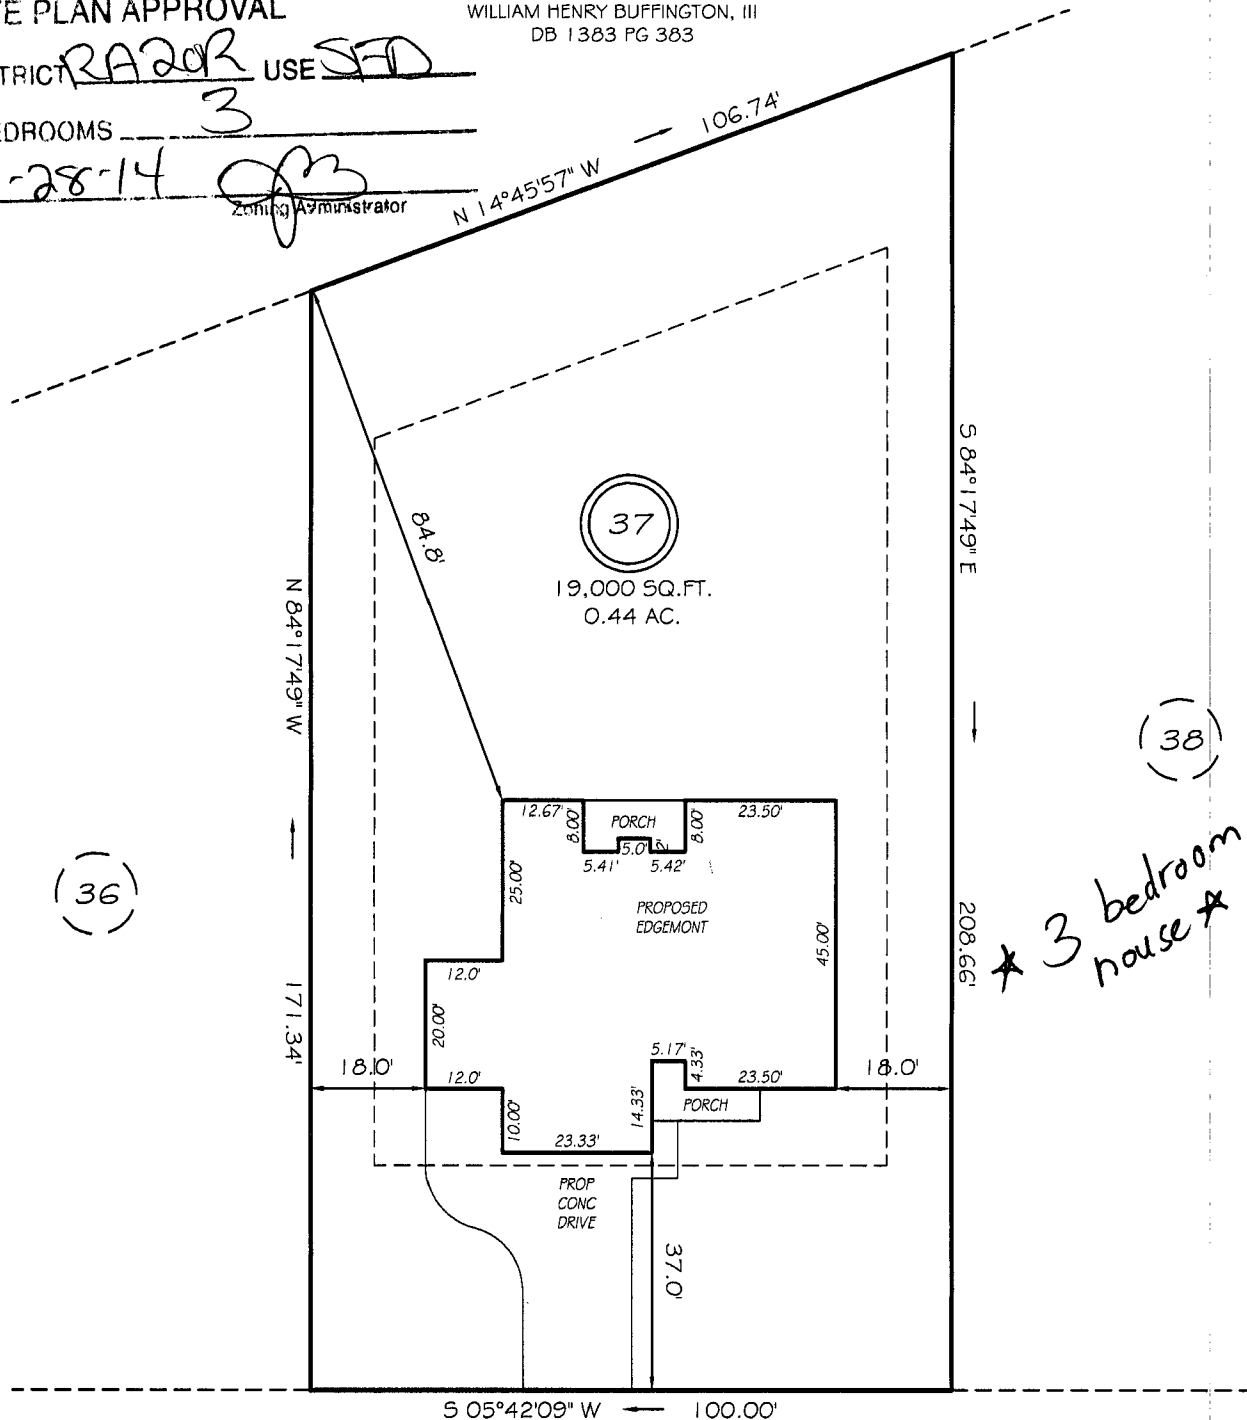 TE PLAN APPROVAL
TRICT RA20R USE SFD
EDROOMS 3
-28-14
Zoning Administrator
WILLIAM HENRY BUFFINGTON, III
DB 1383 PG 383
N 14°45'57" W
106.74'
S 84°17'49" E
208.66'
84.8'
37
19,000 SQ.FT.
0.44 AC.
N 84°17'49" W
171.34'
38
36
★ 3 bedroom
house ★
12.67'
8.00'
PORCH
8.00'
23.50'
5.41'
5.0'
2'
5.42'
25.00'
PROPOSED
EDGEMONT
45.00'
12.0'
20.00'
18.0'
12.0'
10.00'
23.33'
14.33'
5.17'
4.33'
23.50'
18.0'
PORCH
PROP
CONC
DRIVE
37.0'
S 05°42'09" W
100.00'